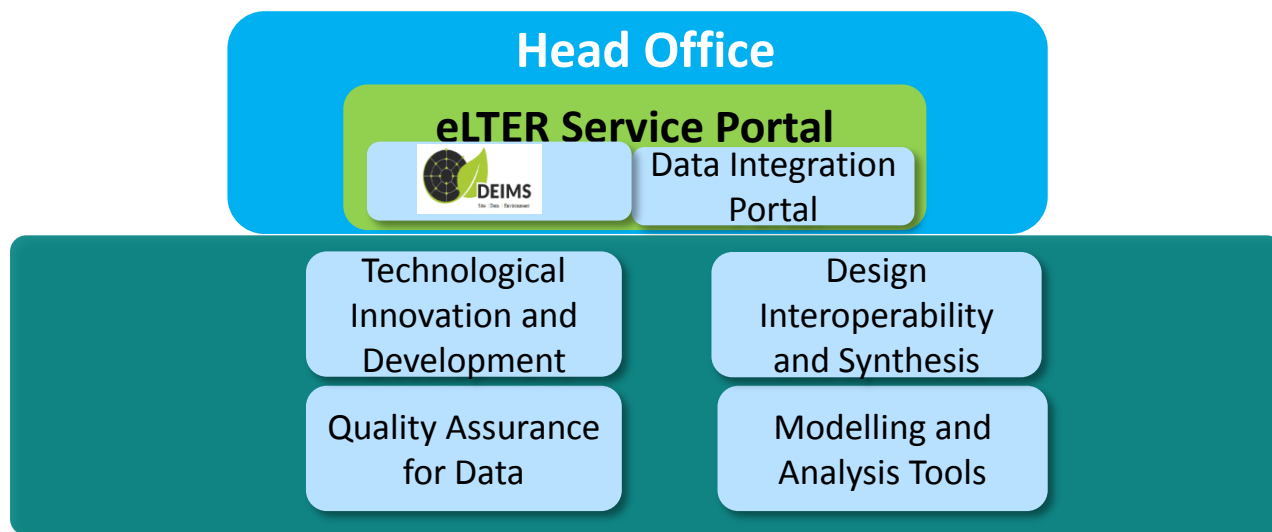 Head Office
eLTER Service Portal
DEIMS
Data Integration
Portal
Technological
Innovation and
Development
Design
Interoperability
and Synthesis
Quality Assurance
for Data
Modelling and
Analysis Tools